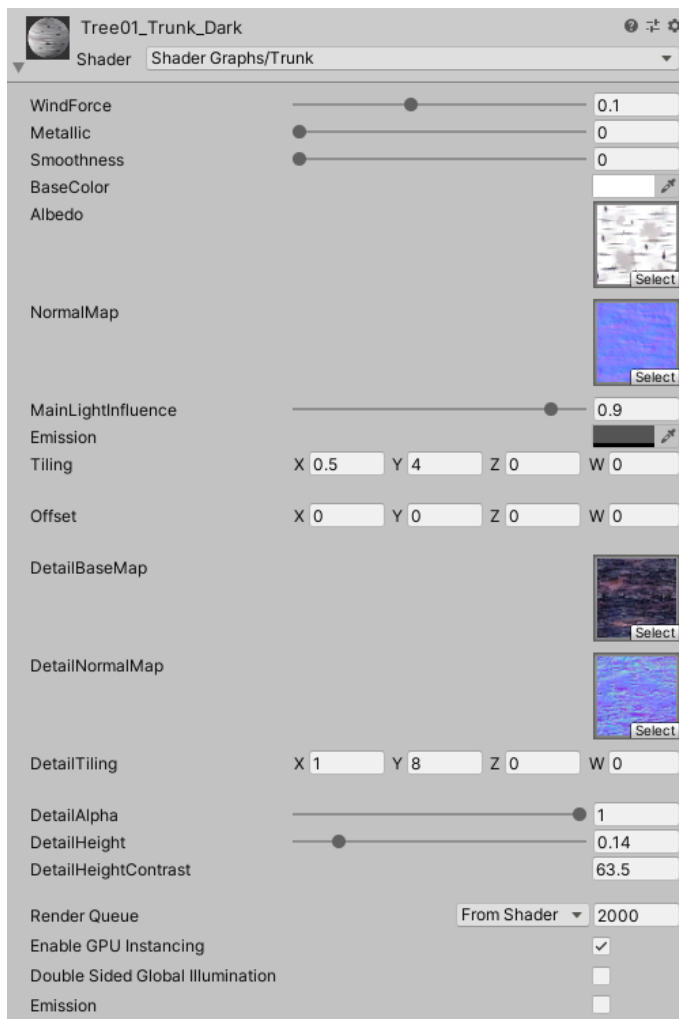 Tree01_Trunk_Dark
Shader Shader Graphs/Trunk
WindForce 0.1
Metallic 0
Smoothness 0
BaseColor
Albedo
Select
NormalMap
Select
MainLightInfluence 0.9
Emission
Tiling X 0.5 Y 4 Z 0 W 0
Offset X 0 Y 0 Z 0 W 0
DetailBaseMap
Select
DetailNormalMap
Select
DetailTiling X 1 Y 8 Z 0 W 0
DetailAlpha 1
DetailHeight 0.14
DetailHeightContrast 63.5
Render Queue From Shader 2000
Enable GPU Instancing
Double Sided Global Illumination
Emission